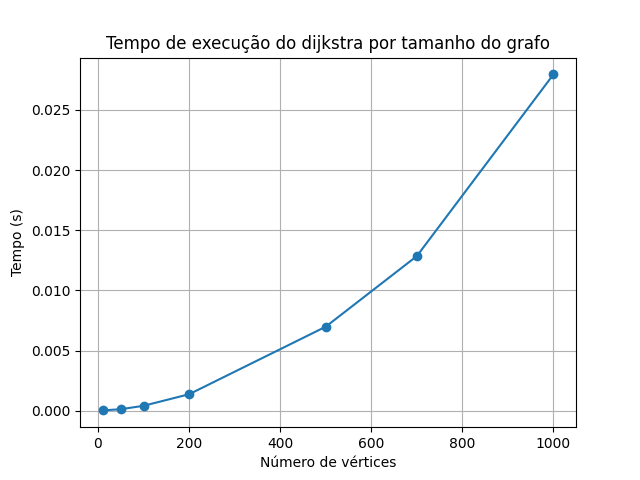 Tempo de execução do dijkstra por tamanho do grafo
0.025
0.020
0.015
0.010
0.005
0.000
Tempo (s)
0 200 400 600 800 1000
Número de vértices